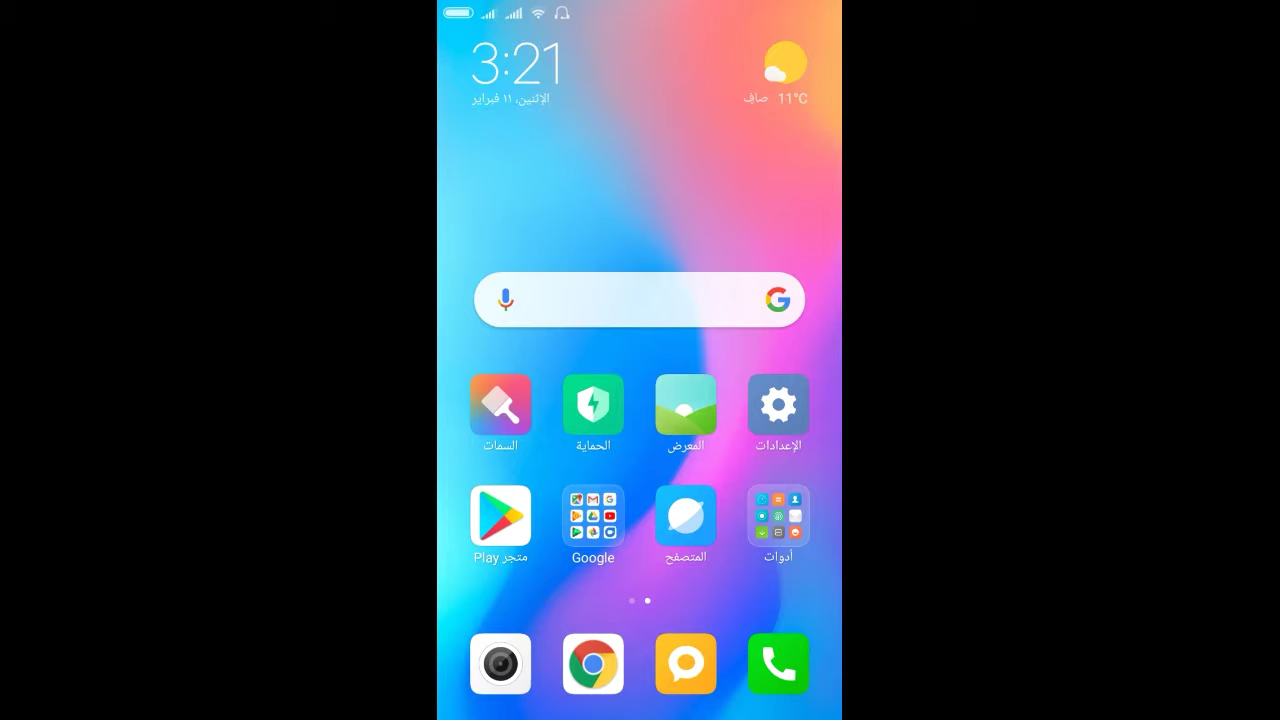 3:21
الإثنين، ١١ فبراير
11°C صافٍ
الإعدادات
المعرض
الحماية
السمات
أدوات
المتصفح
Google
متجر Play